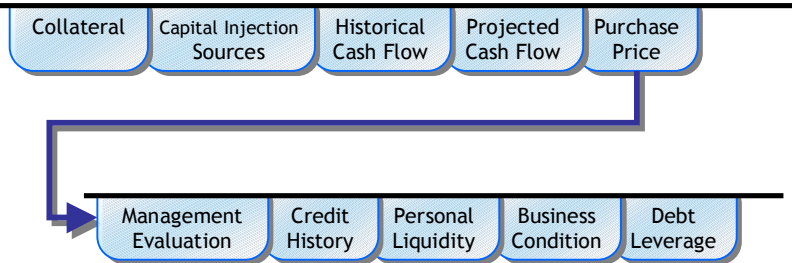 Collateral
Capital Injection
Sources
Historical
Cash Flow
Projected
Cash Flow
Purchase
Price
Management
Evaluation
Credit
History
Personal
Liquidity
Business
Condition
Debt
Leverage